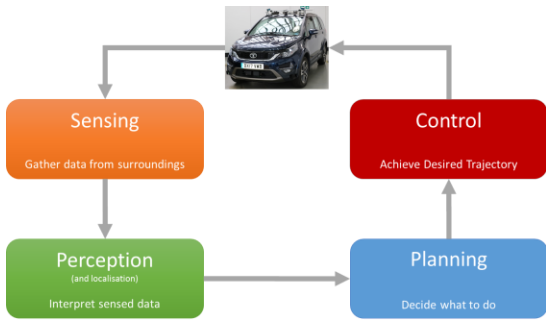 Sensing
Gather data from surroundings
Control
Achieve Desired Trajectory
Perception
(and localisation)
Interpret sensed data
Planning
Decide what to do